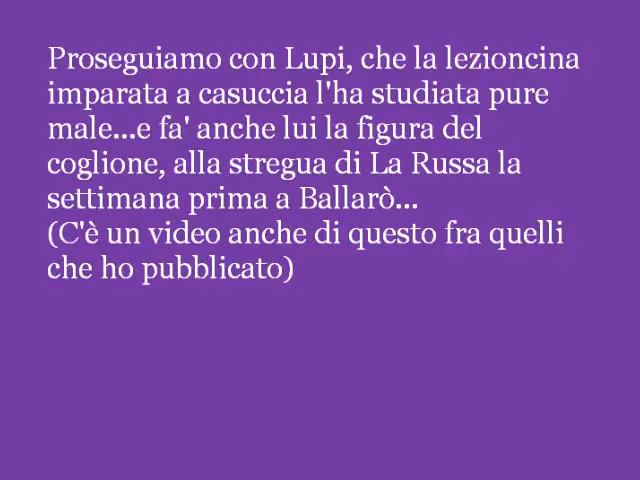 Proseguiamo con Lupi, che la lezioncina
imparata a casuccia l'ha studiata pure
male...e fa' anche lui la figura del
coglione, alla stregua di La Russa la
settimana prima a Ballarò...
(C'è un video anche di questo fra quelli
che ho pubblicato)